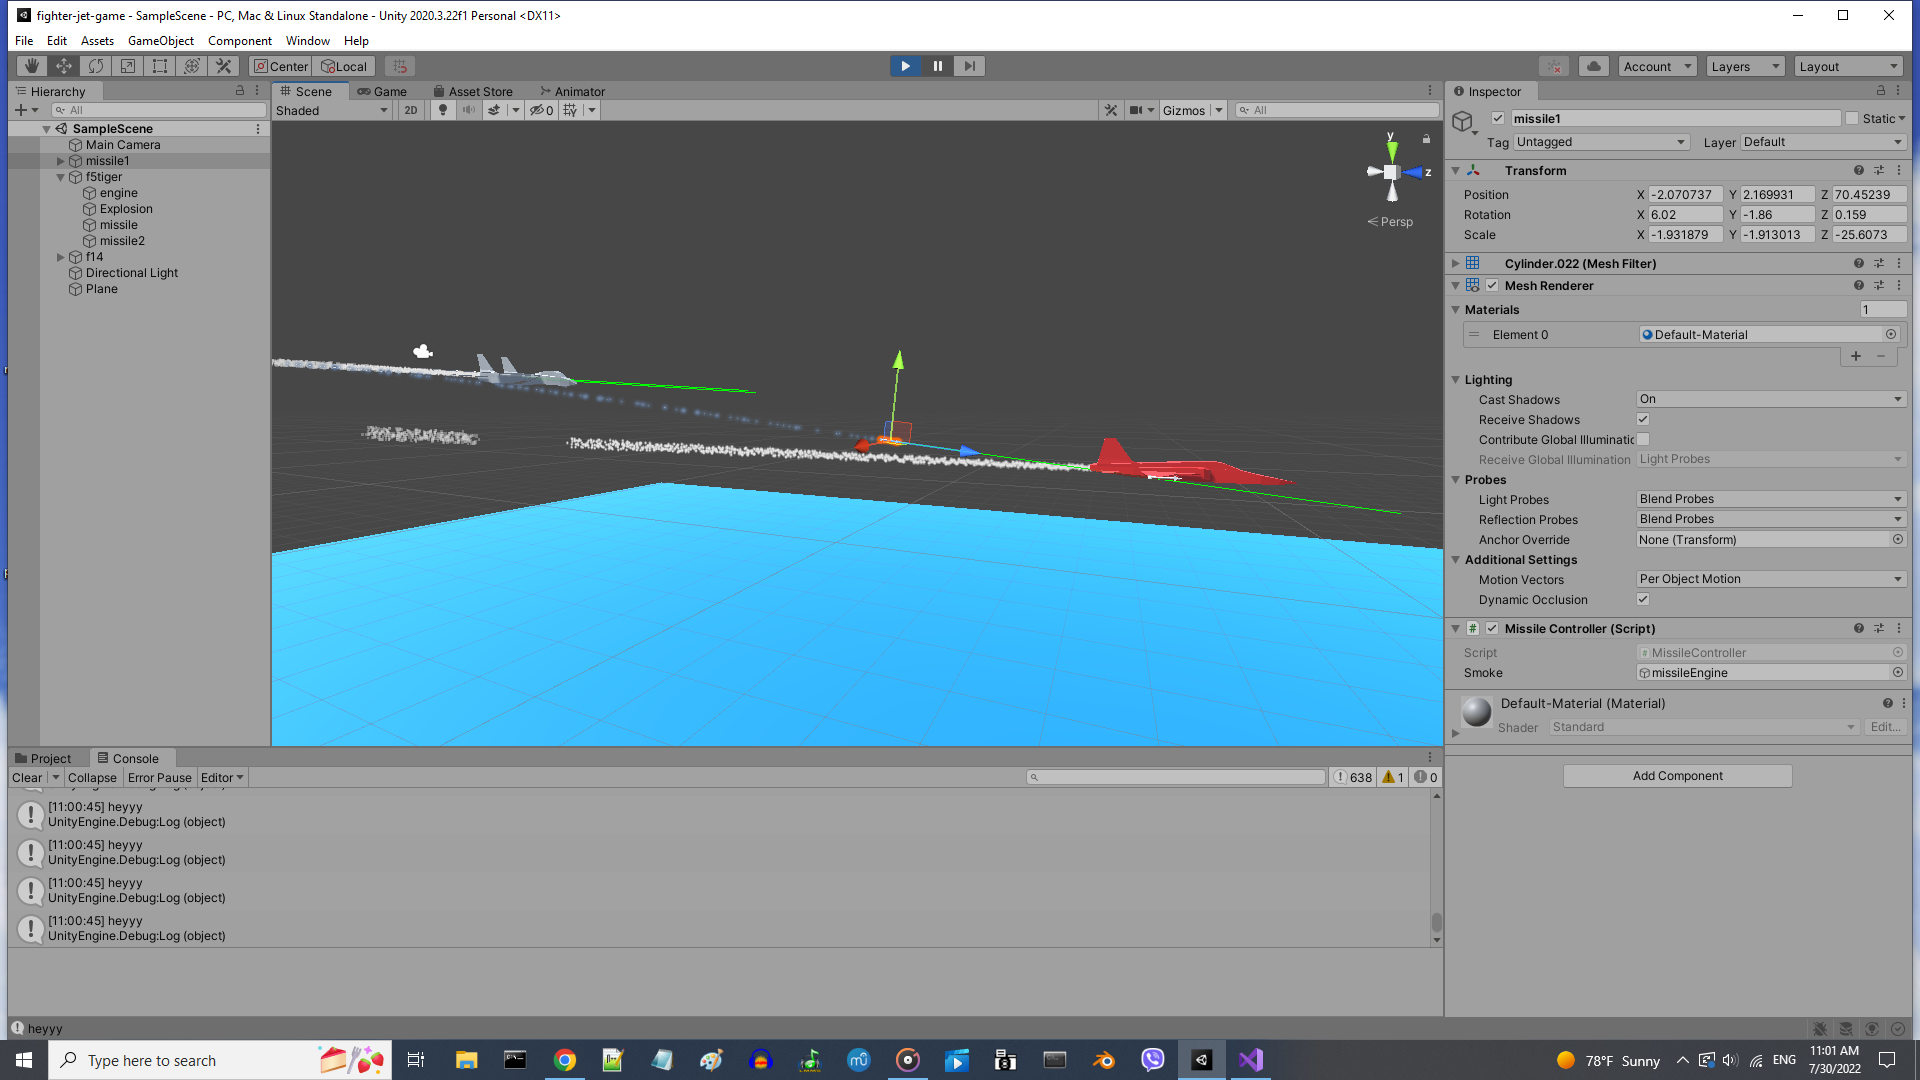 fighter-jet-game - SampleScene - PC, Mac & Linux Standalone - Unity 2020.3.22f1 Personal <DX11>
File Edit Assets GameObject Component Window Help
Center Local Account Layers Layout
Hierarchy
All
SampleScene
Main Camera
missile1
f5tiger
engine
Explosion
missile
missile2
f14
Directional Light
Plane
Scene Game Asset Store Animator
Shaded 2D 0 Gizmos All
y
z
Persp
Inspector
missile1 Static
Tag Untagged Layer Default
Transform
Position X -2.070737 Y 2.169931 Z 70.45239
Rotation X 6.02 Y -1.86 Z 0.159
Scale X -1.931879 Y -1.913013 Z -25.6073
Cylinder.022 (Mesh Filter)
Mesh Renderer
Materials 1
Element 0 Default-Material
Lighting
Cast Shadows On
Receive Shadows
Contribute Global Illuminatic
Receive Global Illumination Light Probes
Probes
Light Probes Blend Probes
Reflection Probes Blend Probes
Anchor Override None (Transform)
Additional Settings
Motion Vectors Per Object Motion
Dynamic Occlusion
Missile Controller (Script)
Script MissileController
Smoke missileEngine
Default-Material (Material)
Shader Standard Edit...
Add Component
Project Console
Clear Collapse Error Pause Editor 638 1 0
[11:00:45] heyyy
UnityEngine.Debug:Log (object)
[11:00:45] heyyy
UnityEngine.Debug:Log (object)
[11:00:45] heyyy
UnityEngine.Debug:Log (object)
[11:00:45] heyyy
UnityEngine.Debug:Log (object)
heyyy
Type here to search
78°F Sunny ENG 11:01 AM
7/30/2022